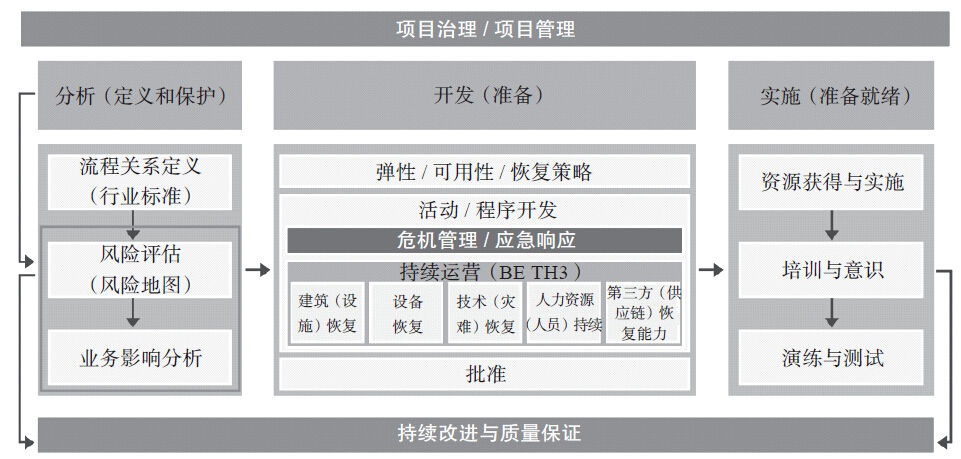 项目治理 / 项目管理
分析（定义和保护）
开发（准备）
实施（准备就绪）
流程关系定义
（行业标准）
风险评估
（风险地图）
业务影响分析
弹性 / 可用性 / 恢复策略
活动 / 程序开发
危机管理 / 应急响应
持续运营（BE TH3 ）
建筑（设
施）恢复
设备
恢复
技术（灾
难）恢复
人力资源
（人员）持续
第三方（供
应链）恢
复能力
批准
资源获得与实施
培训与意识
演练与测试
持续改进与质量保证